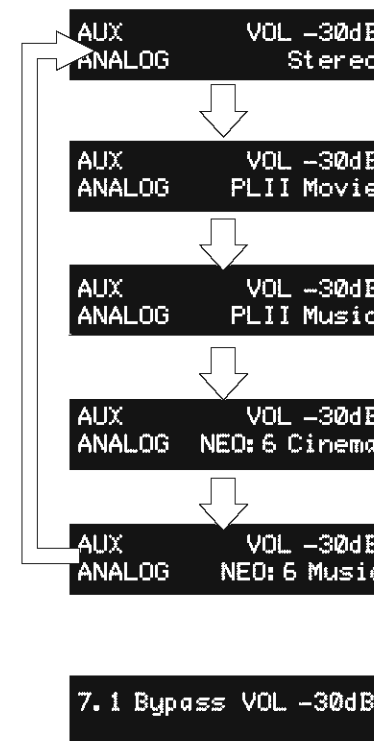 AUX VOL -30dB
ANALOG Stereo
AUX VOL -30dB
ANALOG PLII Movie
AUX VOL -30dB
ANALOG PLII Music
AUX VOL -30dB
ANALOG NEO:6 Cinema
AUX VOL -30dB
ANALOG NEO:6 Music
7.1 Bypass VOL -30dB